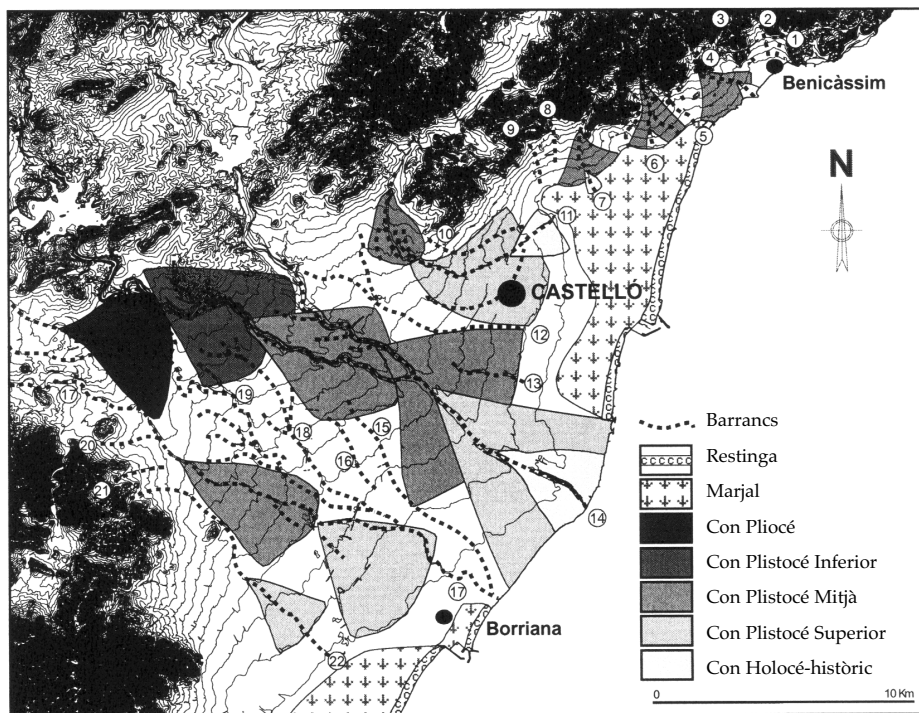 3
2
1
4
Benicàssim
8
9
5
6
N
7
11
10
CASTELLÓ
12
13
17
19
Barrancs
18
15
20
16
Restinga
21
Marjal
14
Con Pliocé
Con Plistocé Inferior
17
Con Plistocé Mitjà
Borriana
Con Plistocé Superior
22
Con Holocé-històric
0
10 Km